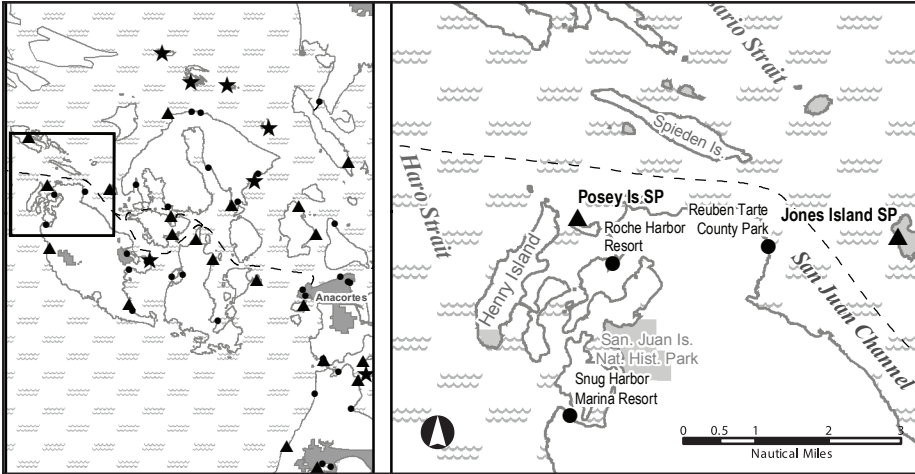 Anacortes
ario Strait
Haro Strait
Spieden Is.
Posey Is SP
Reuben Tarte
County Park
Jones Island SP
Roche Harbor
Resort
Henry Island
San Juan Channel
San. Juan Is.
Nat. Hist. Park
Snug Harbor
Marina Resort
0 0.5 1 2 3
Nautical Miles